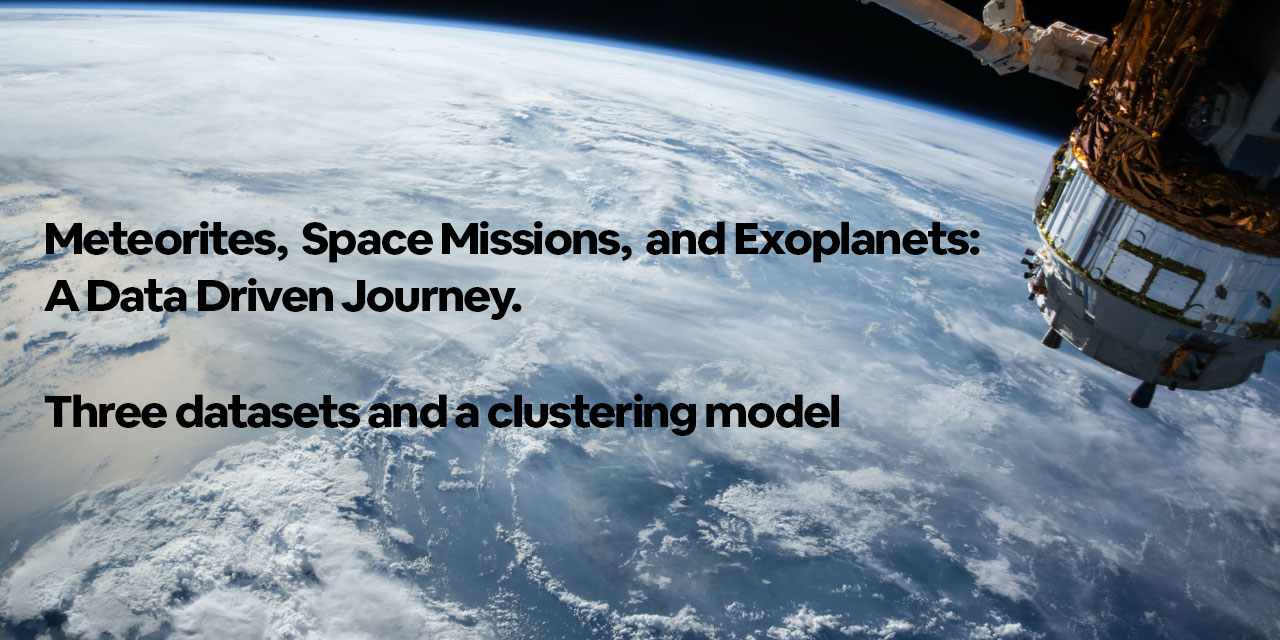 Meteorites, Space Missions, and Exoplanets:
A Data Driven Journey.
Three datasets and a clustering model